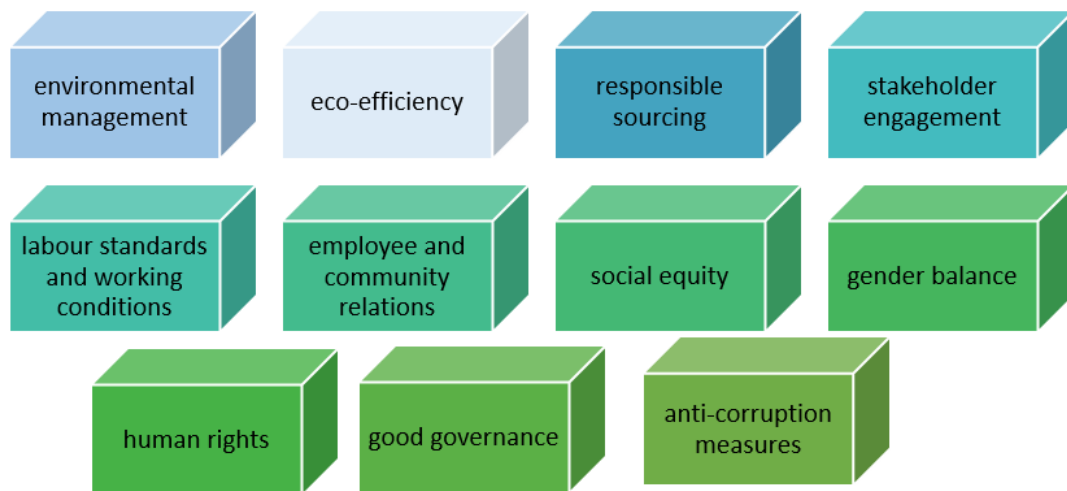 environmental
management
eco-efficiency
responsible
sourcing
stakeholder
engagement
labour standards
and working
conditions
employee and
community
relations
social equity
gender balance
human rights
good governance
anti-corruption
measures